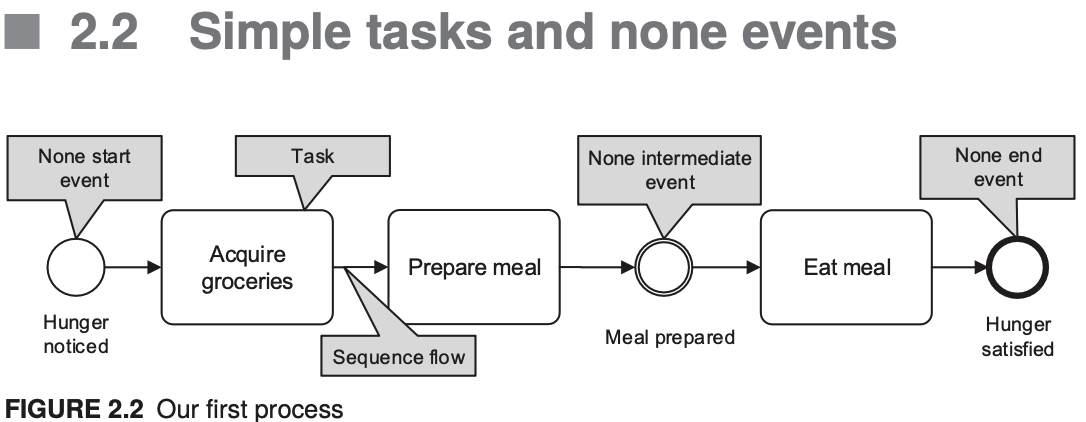 2.2 Simple tasks and none events
None start
event
Task
None intermediate
event
None end
event
Acquire
groceries
Prepare meal
Eat meal
Hunger
noticed
Sequence flow
Meal prepared
Hunger
satisfied
FIGURE 2.2 Our first process